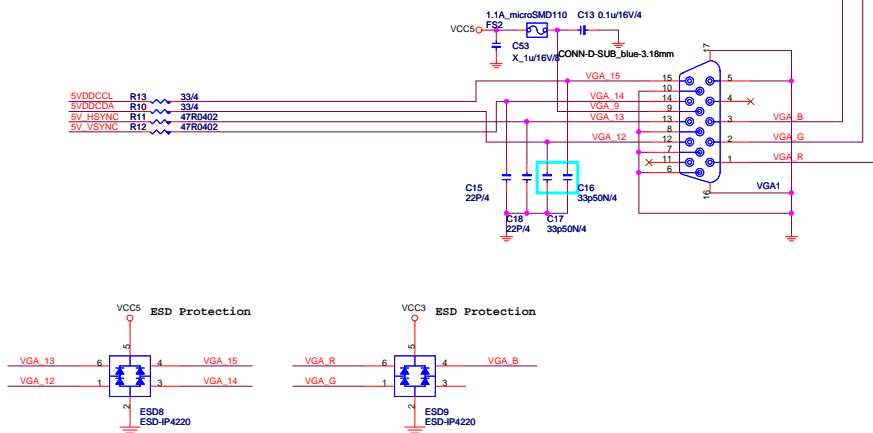 1.1A_microSMD110
FS2
C13 0.1u/16V/4
VCC5
C53
X_1u/16V/8
CONN-D-SUB_blue-3.18mm
17
VGA_15
15
5
10
5VDDCCL R13 33/4
VGA_14
14
4
5VDDCDA R10 33/4
VGA_9
9
5V_HSYNC R11 47R0402
VGA_13
13
3
VGA_B
5V_VSYNC R12 47R0402
8
VGA_12
12
2
VGA_G
7
11
1
VGA_R
6
C15
22P/4
C16
33p50N/4
16
VGA1
C18
22P/4
C17
33p50N/4
VCC5 ESD Protection
5
VGA_13 6 4 VGA_15
VGA_12 1 3 VGA_14
2
ESD8
ESD-IP4220
VCC3 ESD Protection
5
VGA_R 6 4 VGA_B
VGA_G 1 3
2
ESD9
ESD-IP4220